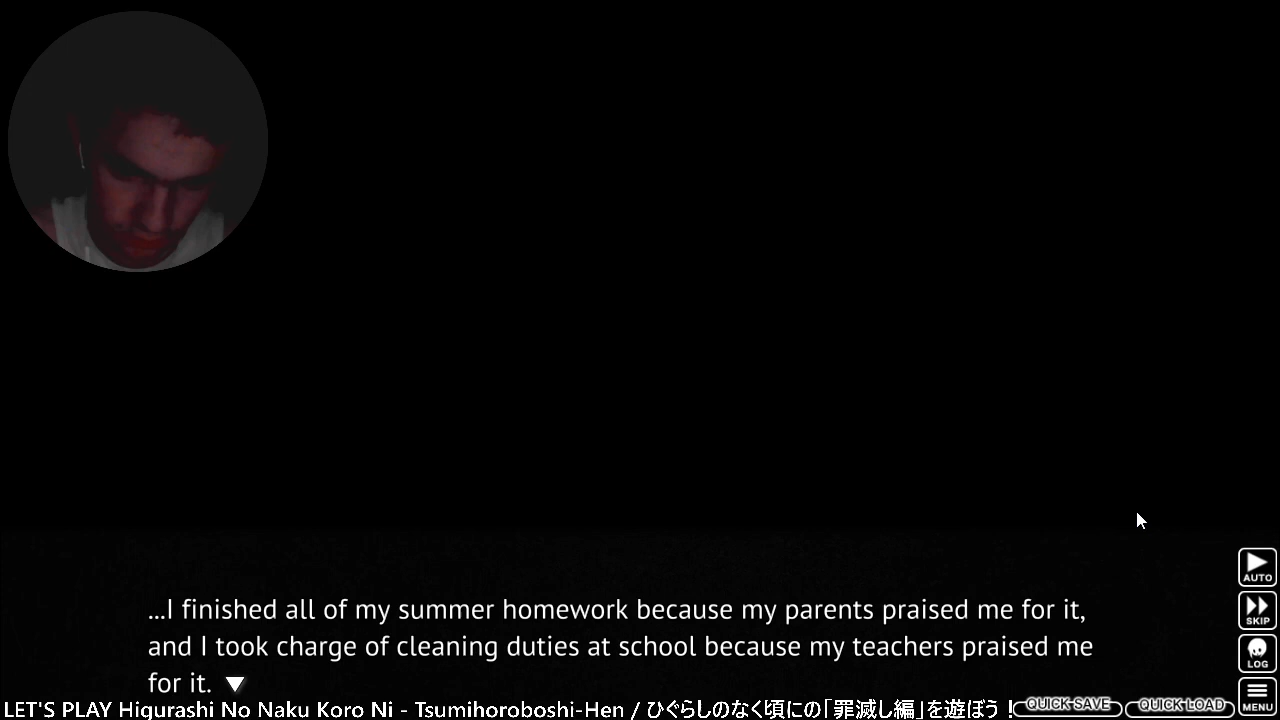 ...I finished all of my summer homework because my parents praised me for it,
and I took charge of cleaning duties at school because my teachers praised me
for it.
AUTO
SKIP
LOG
MENU
QUICK SAVE
QUICK LOAD
LET'S PLAY Higurashi No Naku Koro Ni - Tsumihoroboshi-Hen / ひぐらしのなく頃にの「罪滅し編」を遊ぼう！